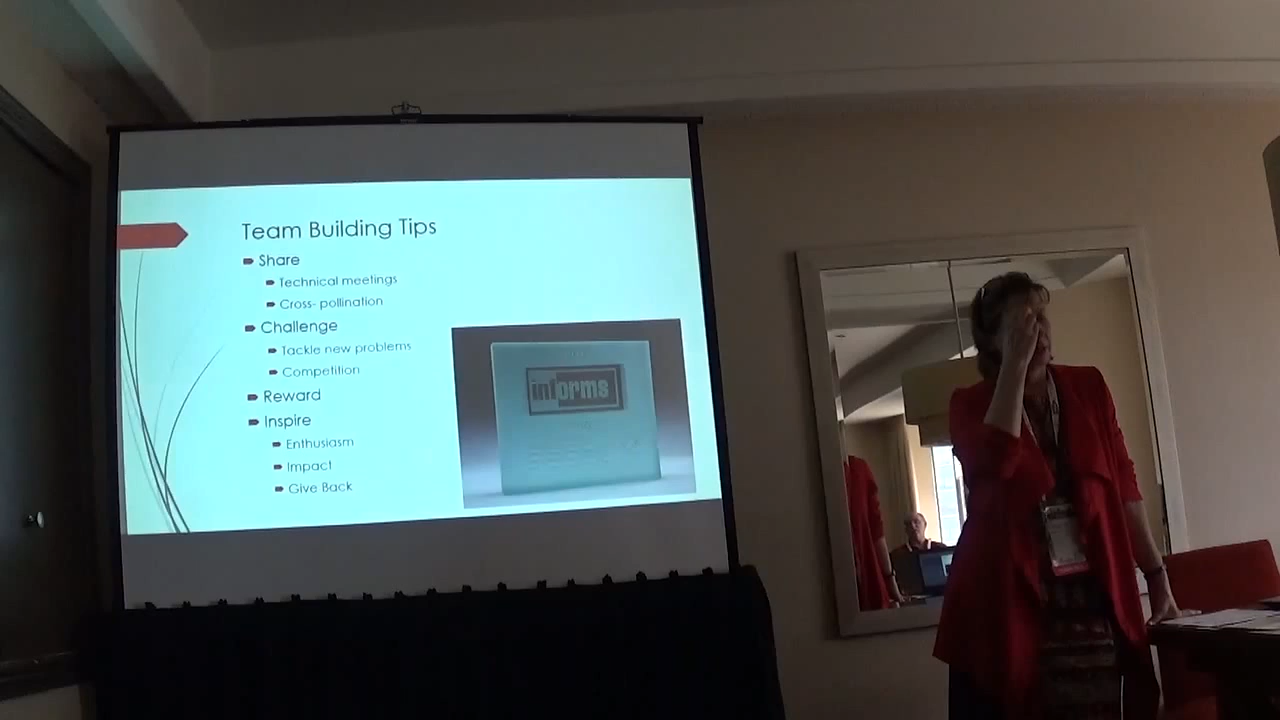 Team Building Tips
Share
Technical meetings
Cross- pollination
Challenge
Tackle new problems
Competition
Reward
Inspire
Enthusiasm
Impact
Give Back
informs